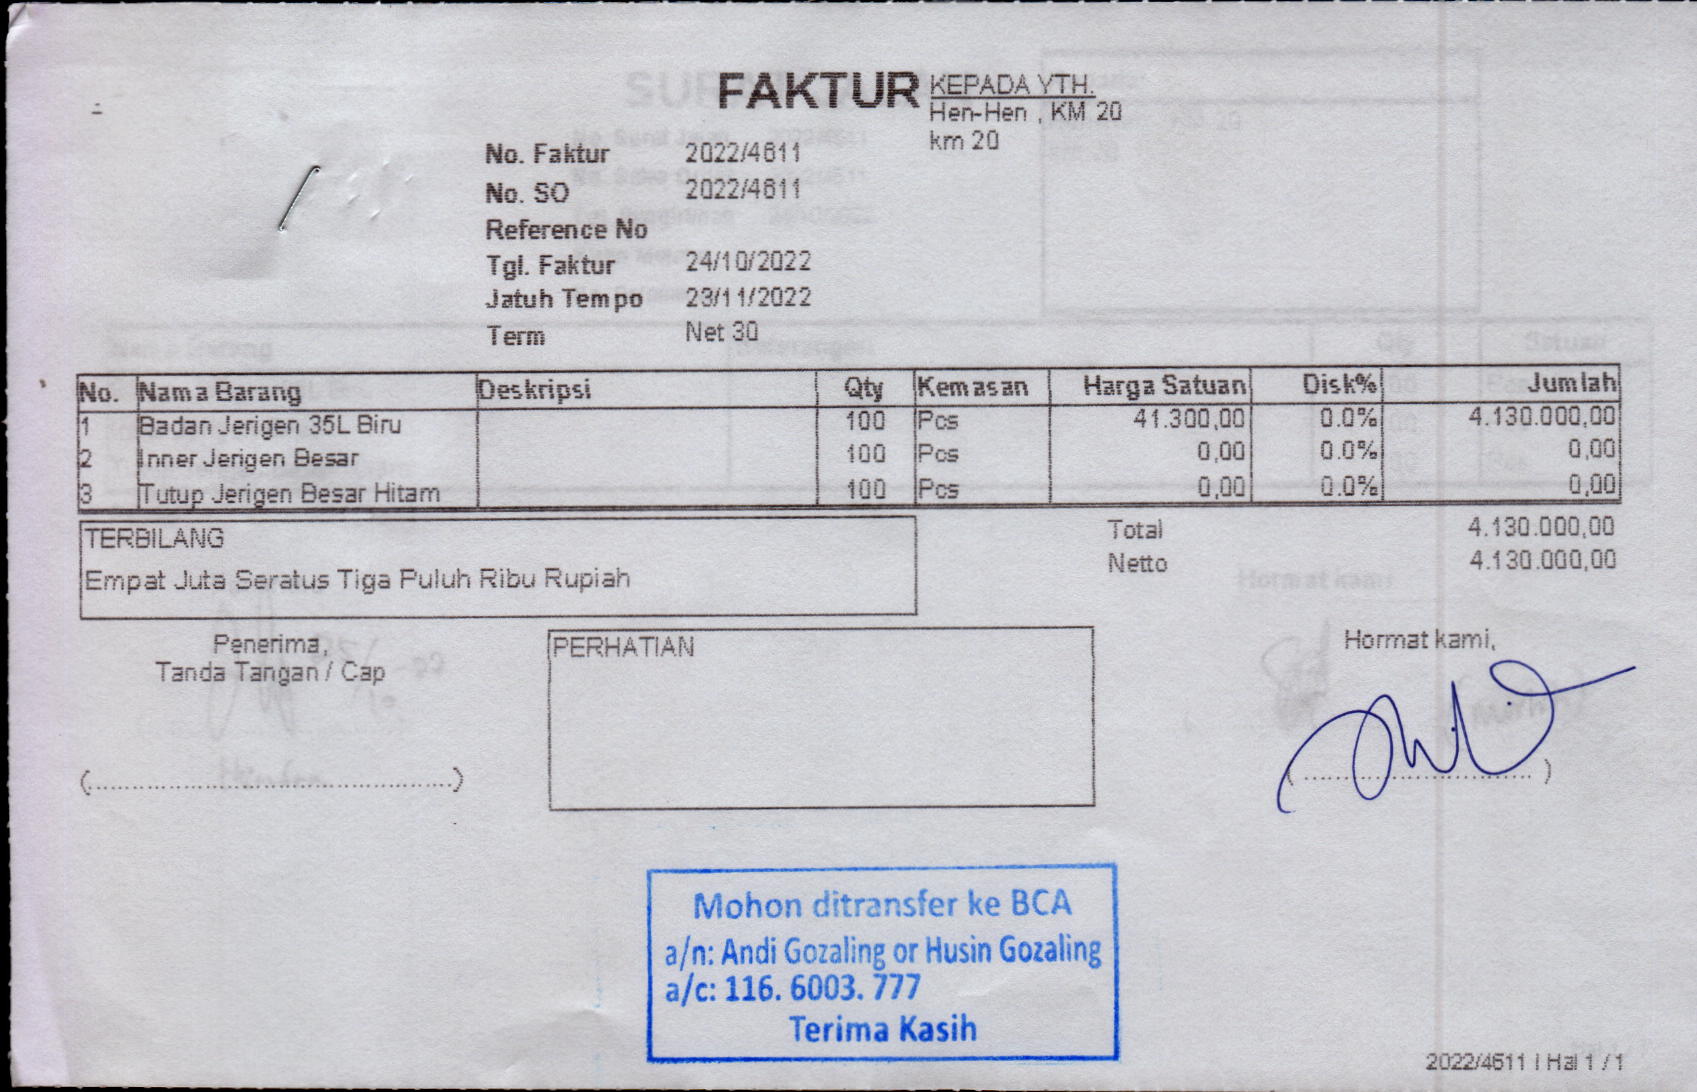 FAKTUR
KEPADA YTH.
Hen-Hen , KM 20
km 20
No. Faktur 2022/4611
No. SO 2022/4611
Reference No
Tgl. Faktur 24/10/2022
Jatuh Tempo 23/11/2022
Term Net 30
No. Nama Barang Deskripsi Qty Kemasan Harga Satuan Disk% Jumlah
1 Badan Jerigen 35L Biru 100 Pcs 41.300,00 0.0% 4.130.000,00
2 Inner Jerigen Besar 100 Pcs 0,00 0.0% 0,00
3 Tutup Jerigen Besar Hitam 100 Pcs 0,00 0.0% 0,00
TERBILANG
Empat Juta Seratus Tiga Puluh Ribu Rupiah
Total 4.130.000,00
Netto 4.130.000,00
Penerima,
Tanda Tangan / Cap
(........................................................)
PERHATIAN
Hormat kami,
(...................................)
Mohon ditransfer ke BCA
a/n: Andi Gozaling or Husin Gozaling
a/c: 116. 6003. 777
Terima Kasih
2022/4611 | Hal 1 / 1